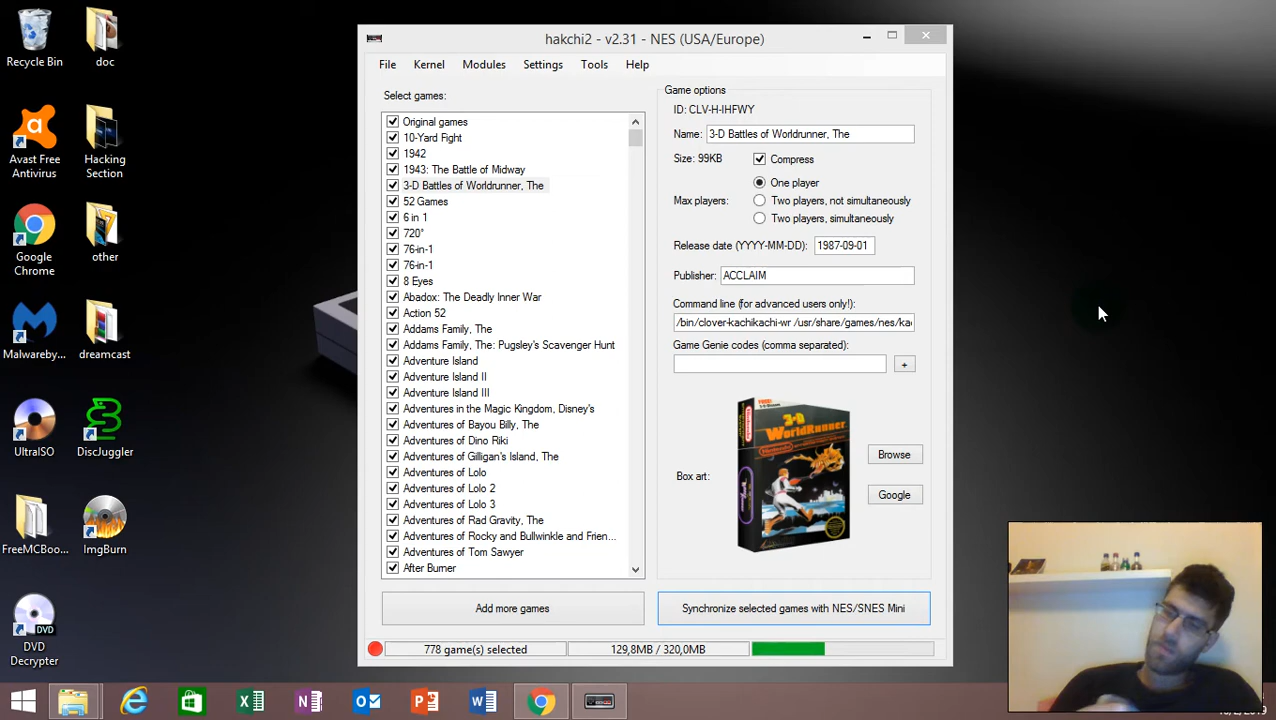 hakchi2 - v2.31 - NES (USA/Europe)
File Kernel Modules Settings Tools Help
Select games:
Original games
10-Yard Fight
1942
1943: The Battle of Midway
3-D Battles of Worldrunner, The
52 Games
6 in 1
720°
76-in-1
76-in-1
8 Eyes
Abadox: The Deadly Inner War
Action 52
Addams Family, The
Addams Family, The: Pugsley's Scavenger Hunt
Adventure Island
Adventure Island II
Adventure Island III
Adventures in the Magic Kingdom, Disney's
Adventures of Bayou Billy, The
Adventures of Dino Riki
Adventures of Gilligan's Island, The
Adventures of Lolo
Adventures of Lolo 2
Adventures of Lolo 3
Adventures of Rad Gravity, The
Adventures of Rocky and Bullwinkle and Frien...
Adventures of Tom Sawyer
After Burner
Add more games
Game options
ID: CLV-H-IHFWY
Name: 3-D Battles of Worldrunner, The
Size: 99KB Compress
One player
Max players: Two players, not simultaneously
Two players, simultaneously
Release date (YYYY-MM-DD): 1987-09-01
Publisher: ACCLAIM
Command line (for advanced users only!):
/bin/clover-kachikachi-wr /usr/share/games/nes/kac
Game Genie codes (comma separated):
+
Box art:
3-D
WORLDRUNNER
Browse
Google
Synchronize selected games with NES/SNES Mini
778 game(s) selected
129,8MB / 320,0MB
Recycle Bin
doc
Avast Free
Antivirus
Hacking
Section
Google
Chrome
other
Malwareby...
dreamcast
UltraISO
DiscJuggler
FreeMCBoo...
ImgBurn
DVD
DVD
Decrypter